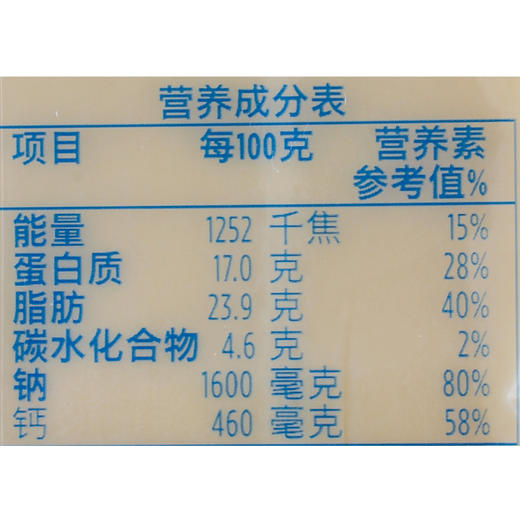 营养成分表
项目 每100克 营养素
参考值%
能量 1252 千焦 15%
蛋白质 17.0 克 28%
脂肪 23.9 克 40%
碳水化合物 4.6 克 2%
钠 1600 毫克 80%
钙 460 毫克 58%